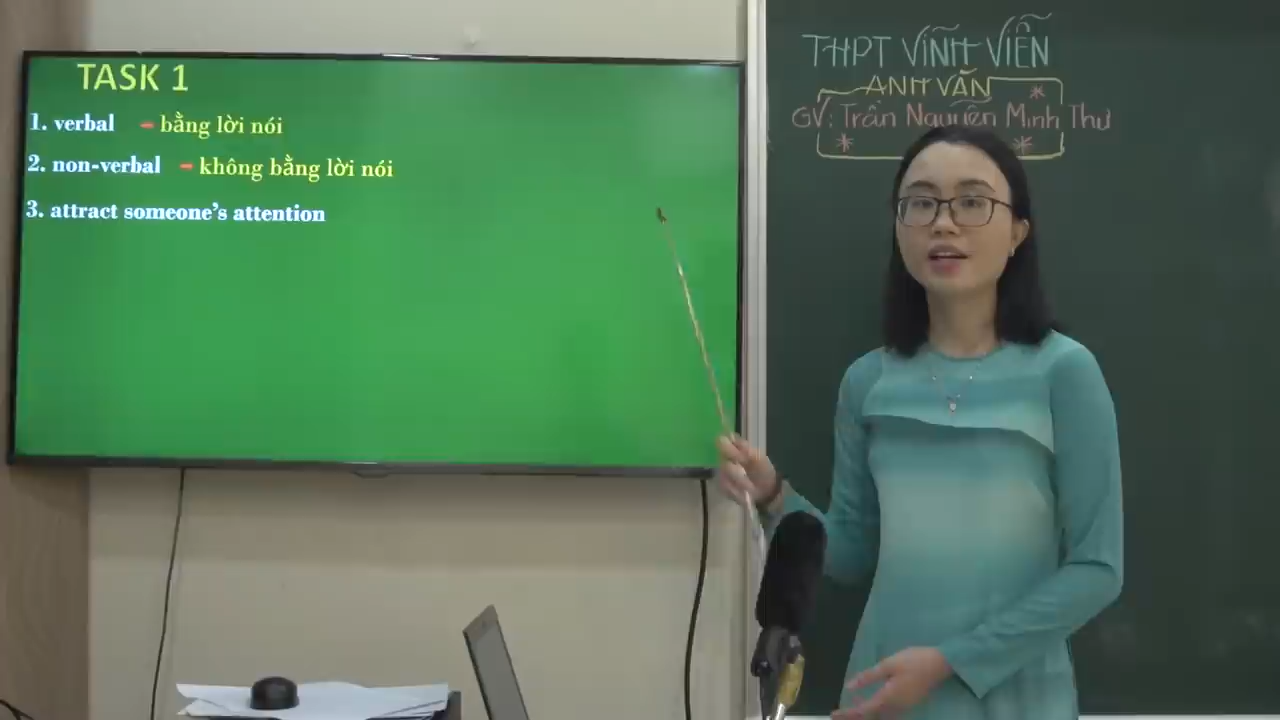 TASK 1
1. verbal – bằng lời nói
2. non-verbal – không bằng lời nói
3. attract someone's attention
THPT VĨNH VIỄN
ANH VĂN
GV: Trần Nguyễn Minh Thư